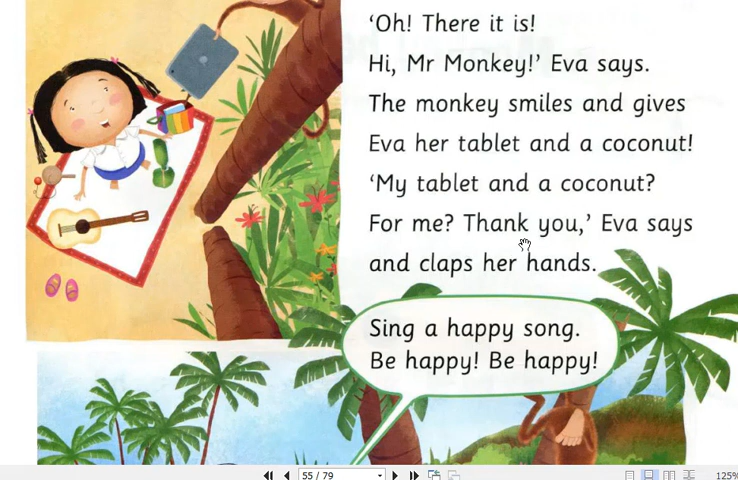 ‘Oh! There it is!
Hi, Mr Monkey!’ Eva says.
The monkey smiles and gives
Eva her tablet and a coconut!
‘My tablet and a coconut?
For me? Thank you,’ Eva says
and claps her hands.
Sing a happy song.
Be happy! Be happy!
55 / 79
125%